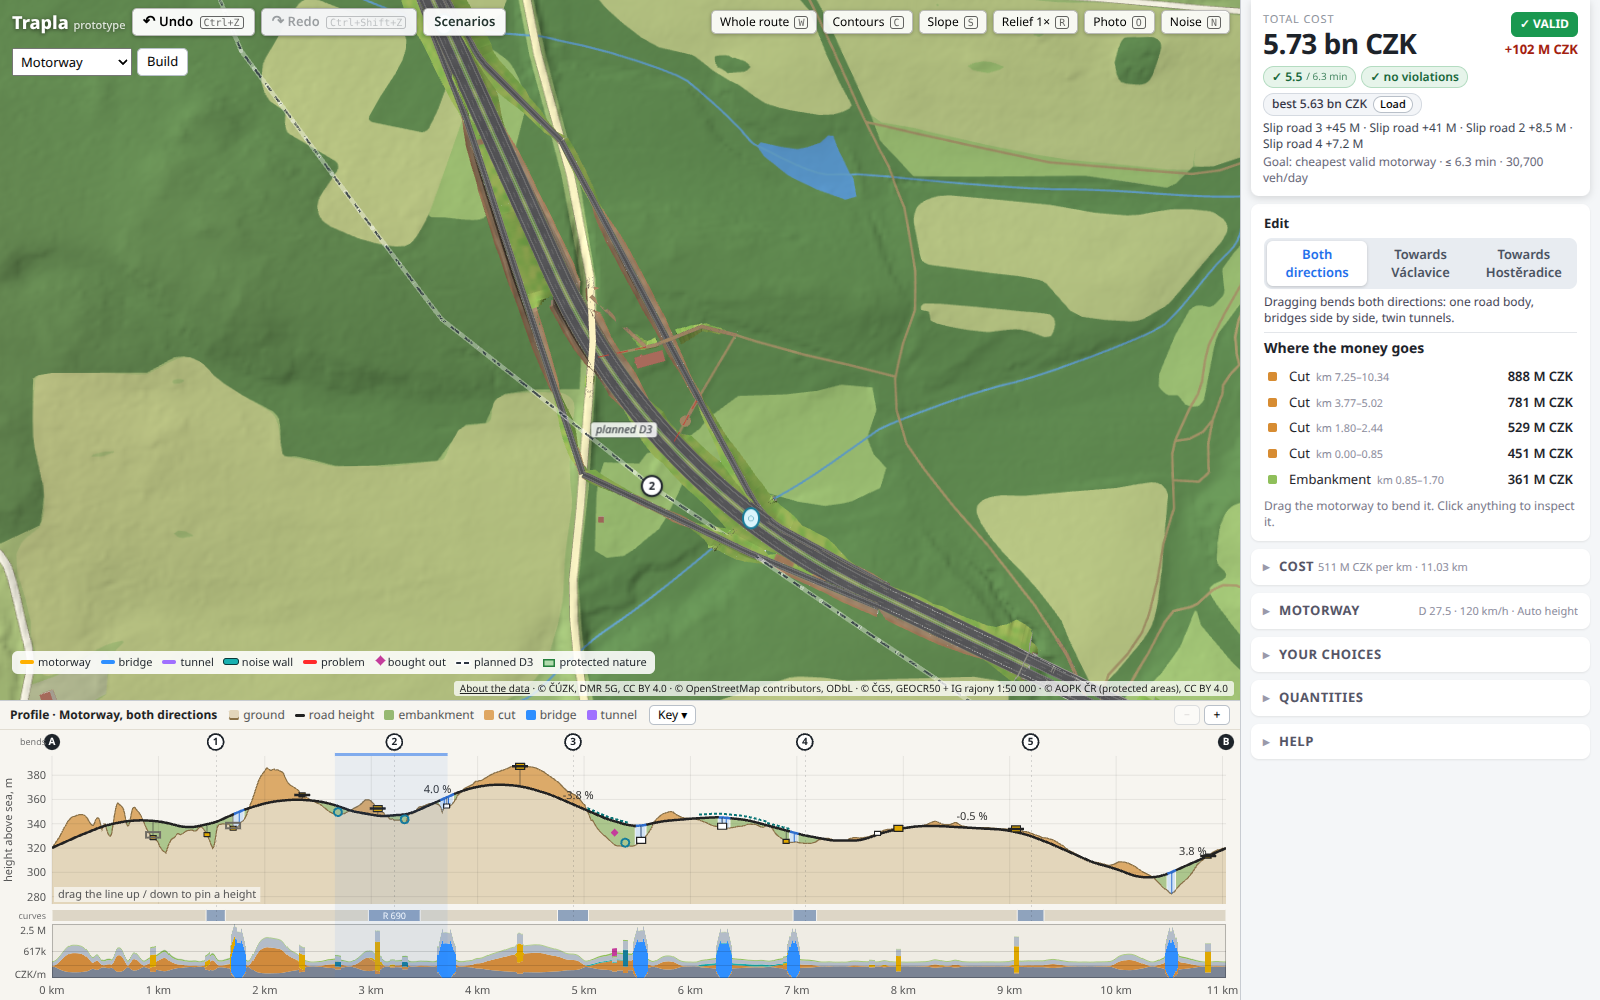 Trapla prototype
↶ Undo Ctrl+Z
↷ Redo Ctrl+Shift+Z
Scenarios
Whole route W
Contours C
Slope S
Relief 1× R
Photo O
Noise N
Motorway
Build
planned D3
2
motorway
bridge
tunnel
noise wall
problem
bought out
planned D3
protected nature
About the data · © ČÚZK, DMR 5G, CC BY 4.0 · © OpenStreetMap contributors, ODbL · © ČGS, GEOCR50 + IG rajony 1:50 000 · © AOPK ČR (protected areas), CC BY 4.0
TOTAL COST
✓ VALID
5.73 bn CZK
+102 M CZK
✓ 5.5 / 6.3 min
✓ no violations
best 5.63 bn CZK Load
Slip road 3 +45 M · Slip road +41 M · Slip road 2 +8.5 M ·
Slip road 4 +7.2 M
Goal: cheapest valid motorway · ≤ 6.3 min · 30,700
veh/day
Edit
Both
directions
Towards
Václavice
Towards
Hostěradice
Dragging bends both directions: one road body,
bridges side by side, twin tunnels.
Where the money goes
Cut km 7.25–10.34 888 M CZK
Cut km 3.77–5.02 781 M CZK
Cut km 1.80–2.44 529 M CZK
Cut km 0.00–0.85 451 M CZK
Embankment km 0.85–1.70 361 M CZK
Drag the motorway to bend it. Click anything to inspect
it.
▸ COST 511 M CZK per km · 11.03 km
▸ MOTORWAY D 27.5 · 120 km/h · Auto height
▸ YOUR CHOICES
▸ QUANTITIES
▸ HELP
Profile · Motorway, both directions
ground
road height
embankment
cut
bridge
tunnel
Key ▾
−
+
bends
A 1 2 3 4 5 B
height above sea, m
380
360
340
320
300
280
4.0 %
-3.8 %
-0.5 %
3.8 %
drag the line up / down to pin a height
curves
R 690
2.5 M
617k
CZK/m
0 km 1 km 2 km 3 km 4 km 5 km 6 km 7 km 8 km 9 km 10 km 11 km